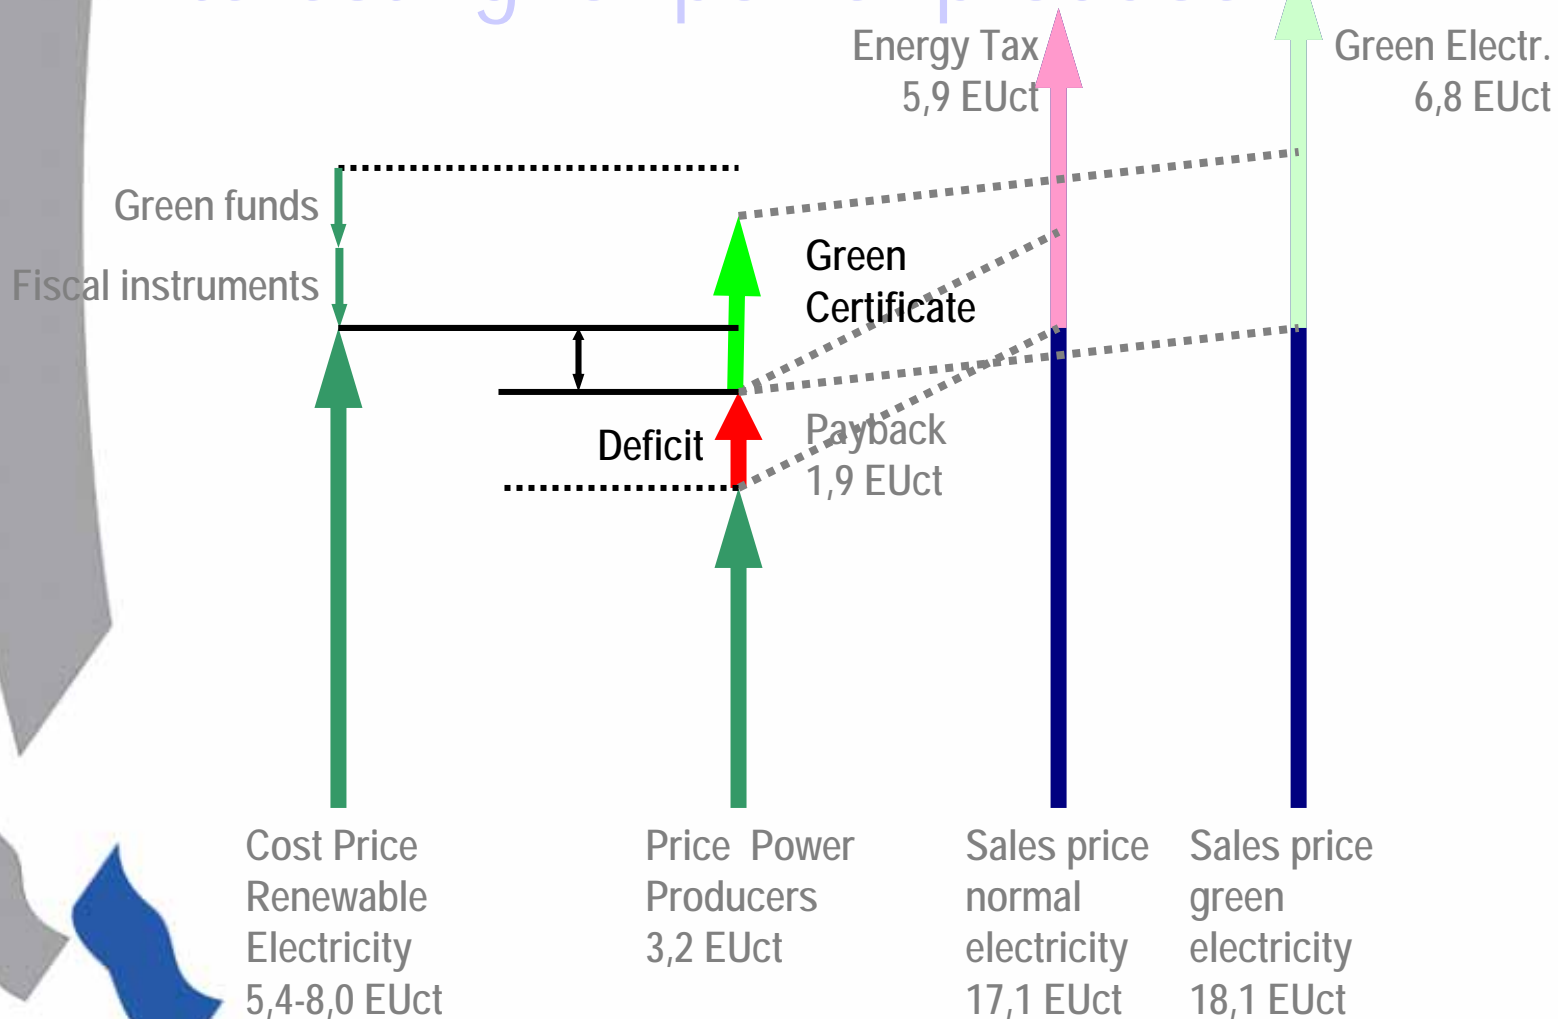 Energy Tax
5,9 EUct
Green Electr.
6,8 EUct
Green funds
Fiscal instruments
Green
Certificate
Deficit
Payback
1,9 EUct
Cost Price
Renewable
Electricity
5,4-8,0 EUct
Price Power
Producers
3,2 EUct
Sales price
normal
electricity
17,1 EUct
Sales price
green
electricity
18,1 EUct